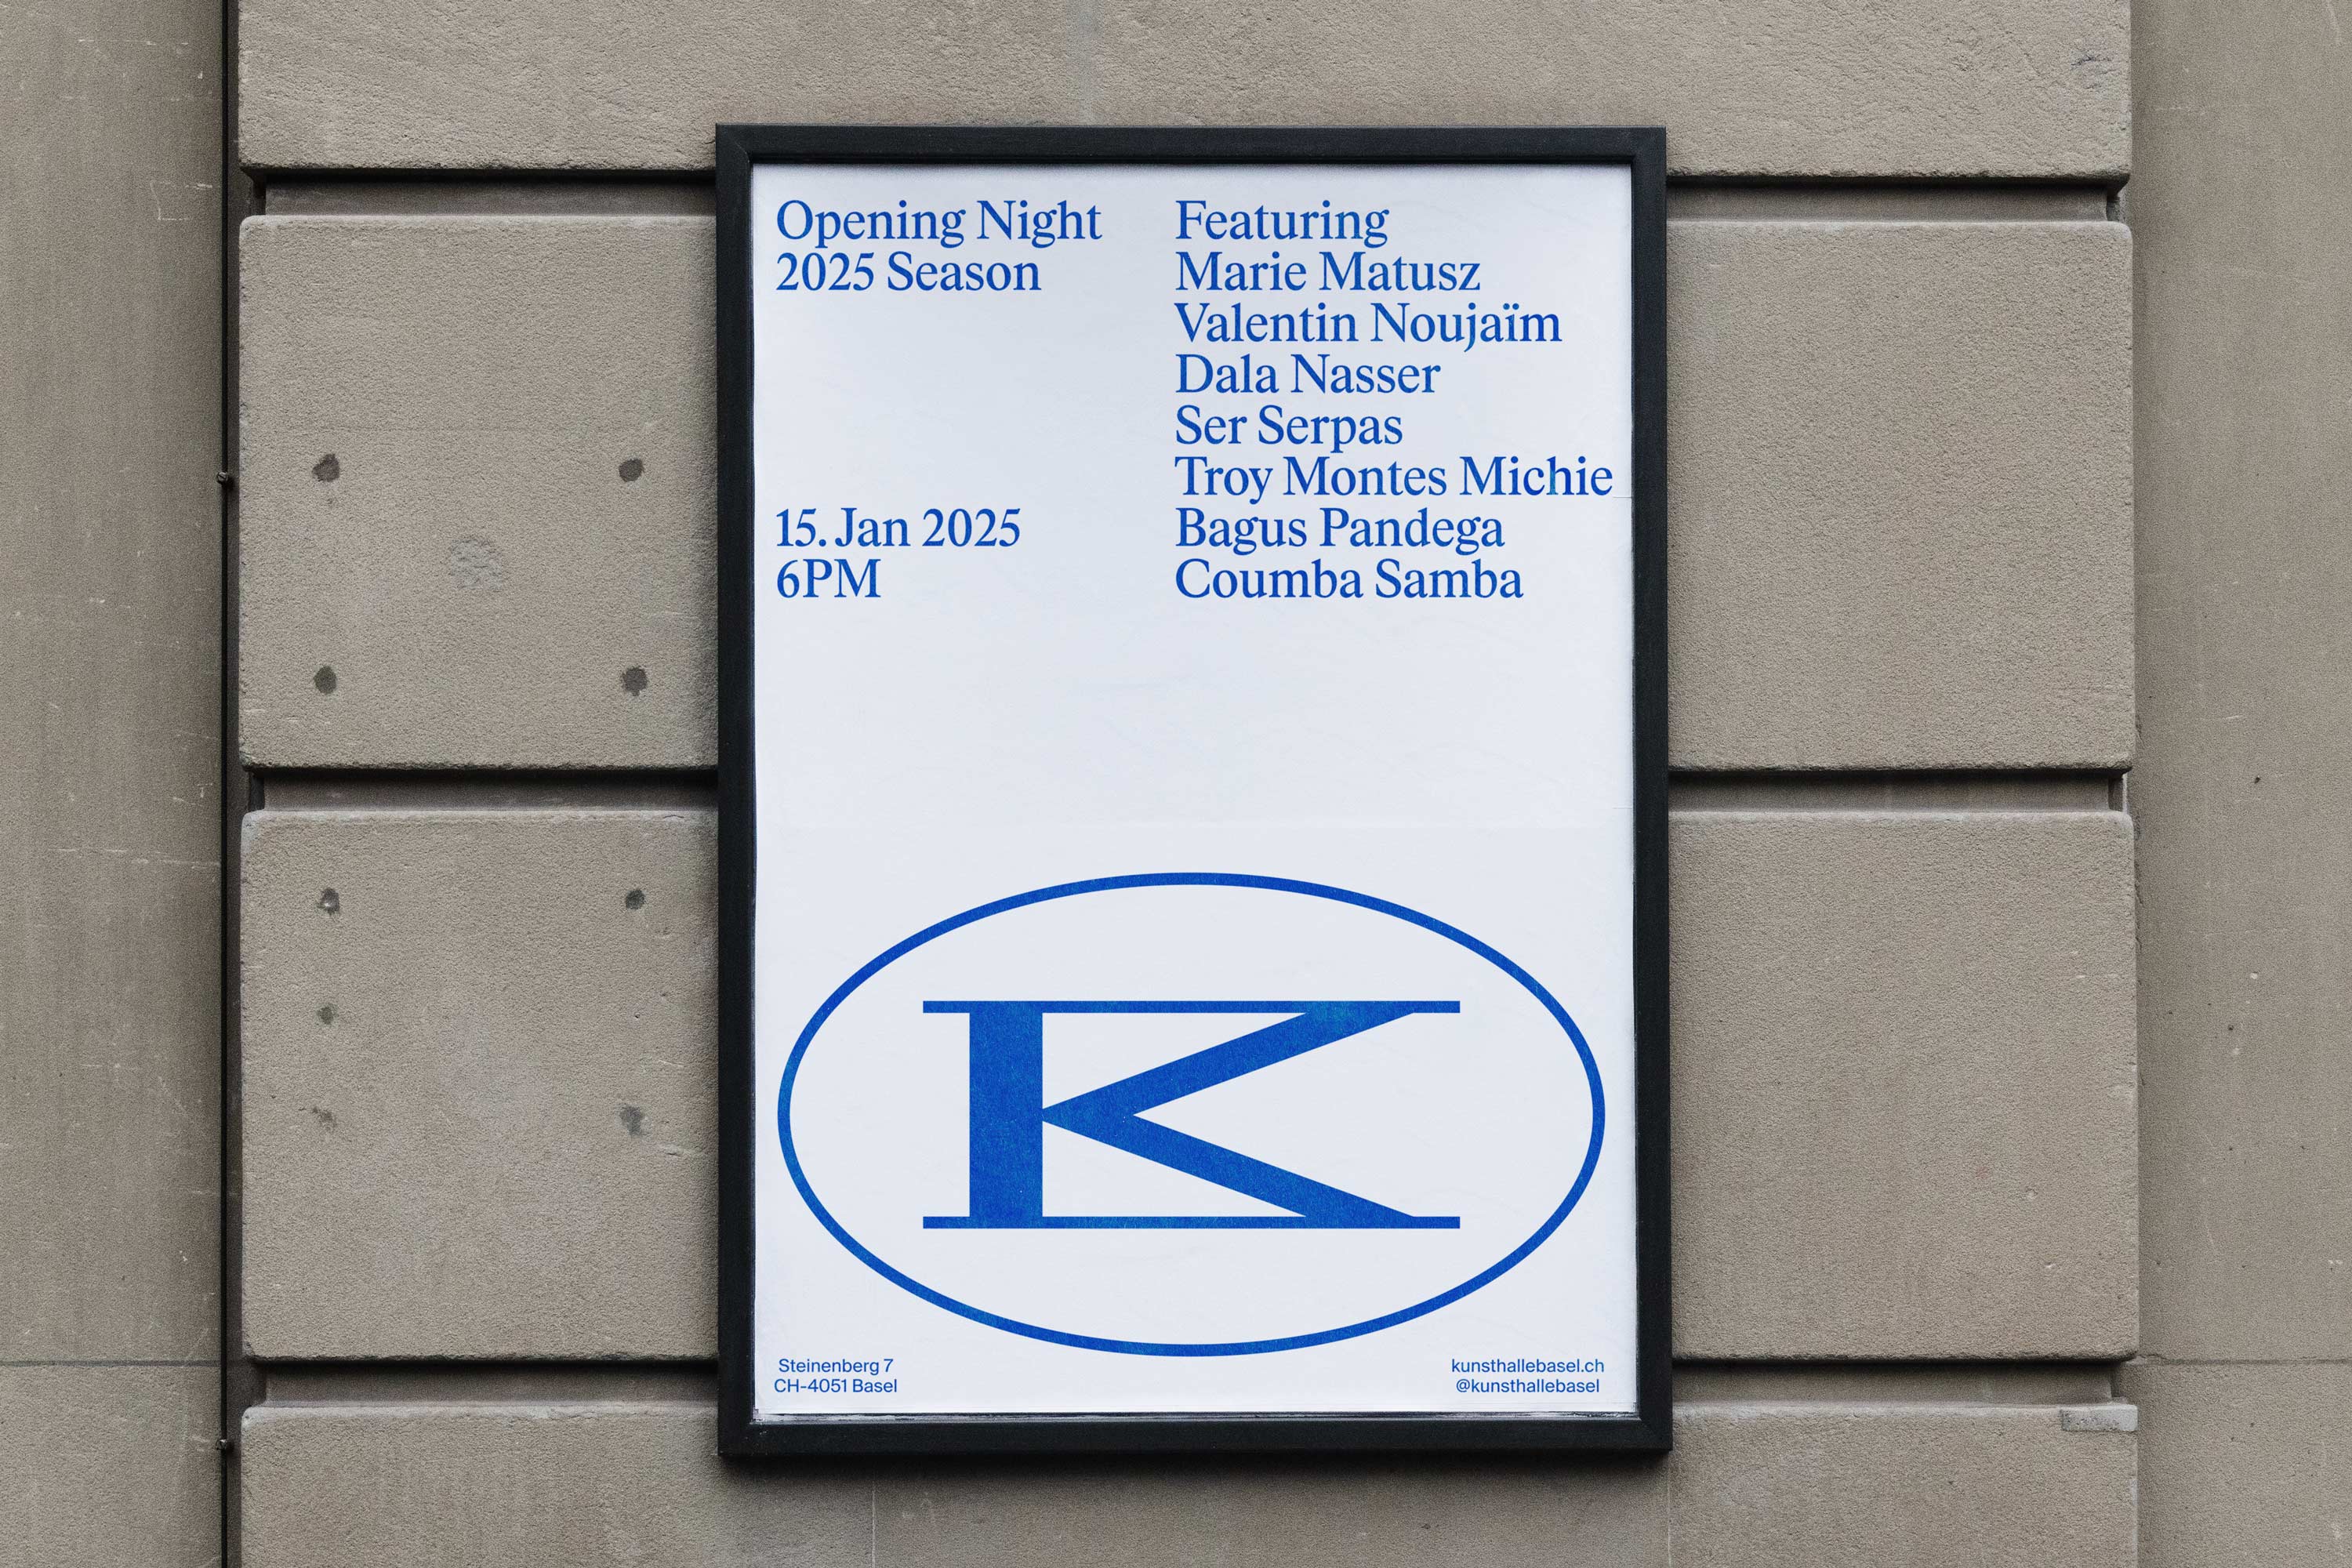 Opening Night
2025 Season
15. Jan 2025
6PM
Featuring
Marie Matusz
Valentin Noujaïm
Dala Nasser
Ser Serpas
Troy Montes Michie
Bagus Pandega
Coumba Samba
K
Steinenberg 7
CH-4051 Basel
kunsthallebasel.ch
@kunsthallebasel